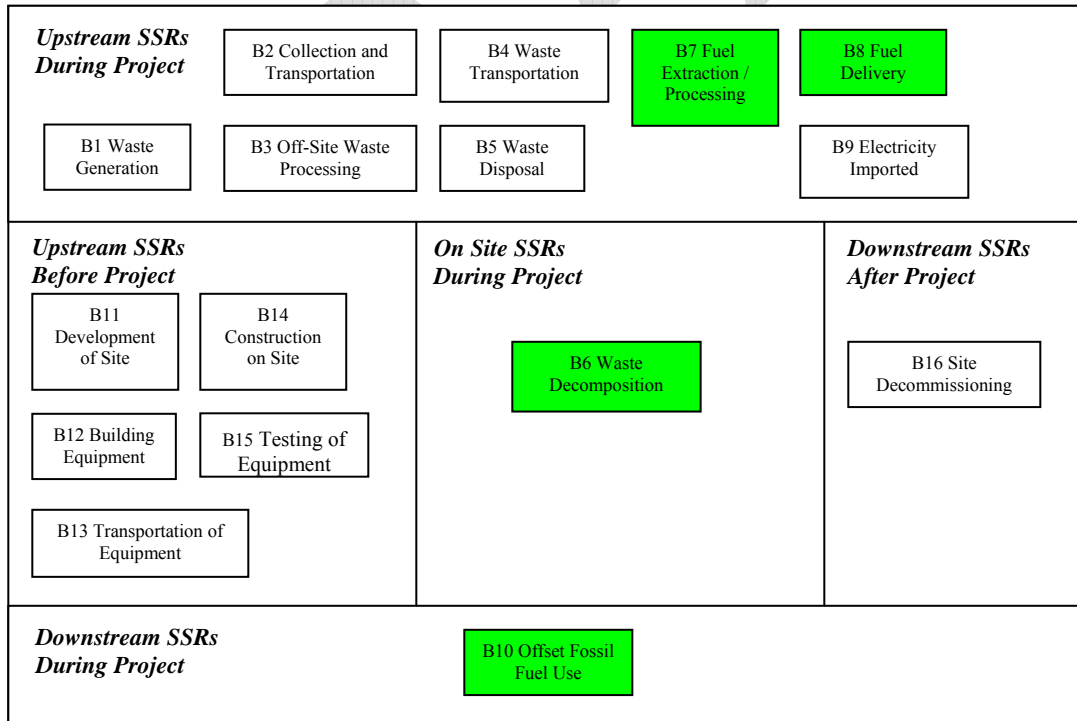 Upstream SSRs
During Project
B2 Collection and
Transportation
B4 Waste
Transportation
B7 Fuel
Extraction /
Processing
B8 Fuel
Delivery
B1 Waste
Generation
B3 Off-Site Waste
Processing
B5 Waste
Disposal
B9 Electricity
Imported
Upstream SSRs
Before Project
B11
Development
of Site
B14
Construction
on Site
B12 Building
Equipment
B15 Testing of
Equipment
B13 Transportation of
Equipment
On Site SSRs
During Project
B6 Waste
Decomposition
Downstream SSRs
After Project
B16 Site
Decommissioning
Downstream SSRs
During Project
B10 Offset Fossil
Fuel Use